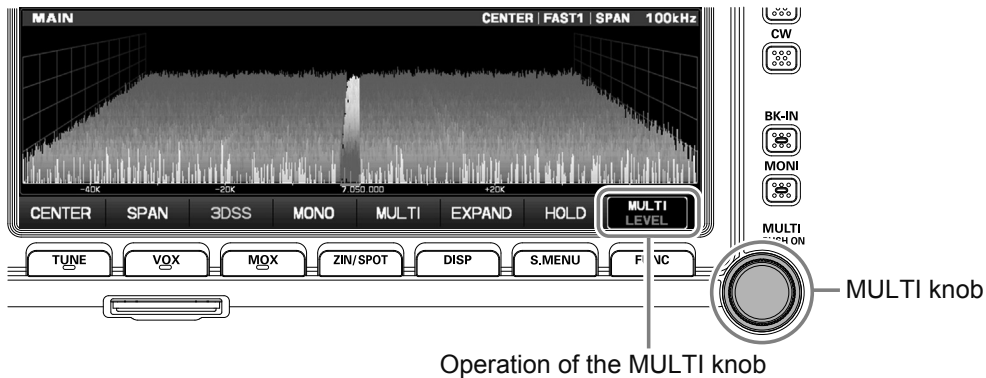 MAIN CENTER FAST1 SPAN 100kHz
CW
-40K -20K 7.050.000 +20K
CENTER SPAN 3DSS MONO MULTI EXPAND HOLD MULTI
LEVEL
BK-IN
MONI
MULTI
ON
TUNE VOX MOX ZIN/SPOT DISP S.MENU FUNC
MULTI knob
Operation of the MULTI knob